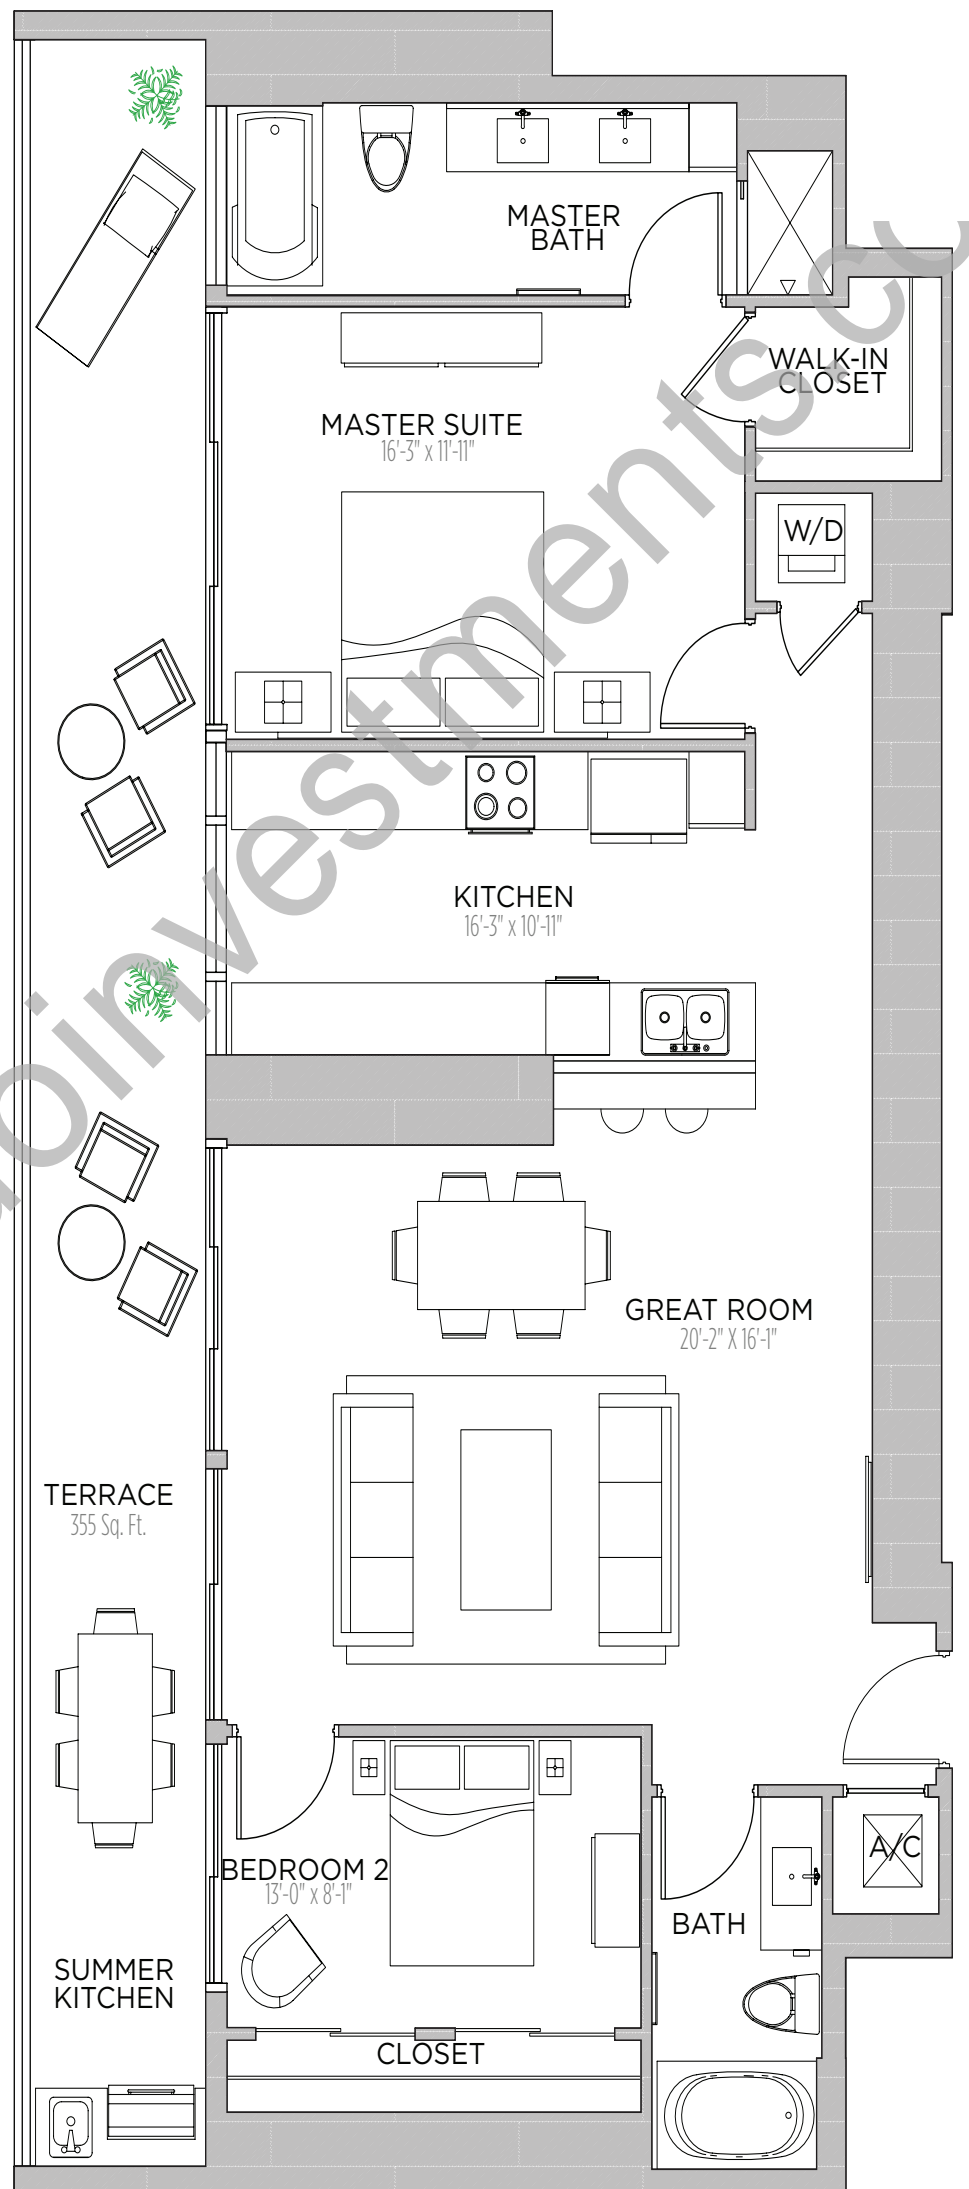 MASTER
BATH
WALK-IN
CLOSET
MASTER SUITE
16'-3" x 11'-11"
W/D
KITCHEN
16'-3" x 10'-11"
GREAT ROOM
20'-2" X 16'-1"
TERRACE
355 Sq. Ft.
BEDROOM 2
13'-0" x 8'-1"
A/C
BATH
SUMMER
KITCHEN
CLOSET